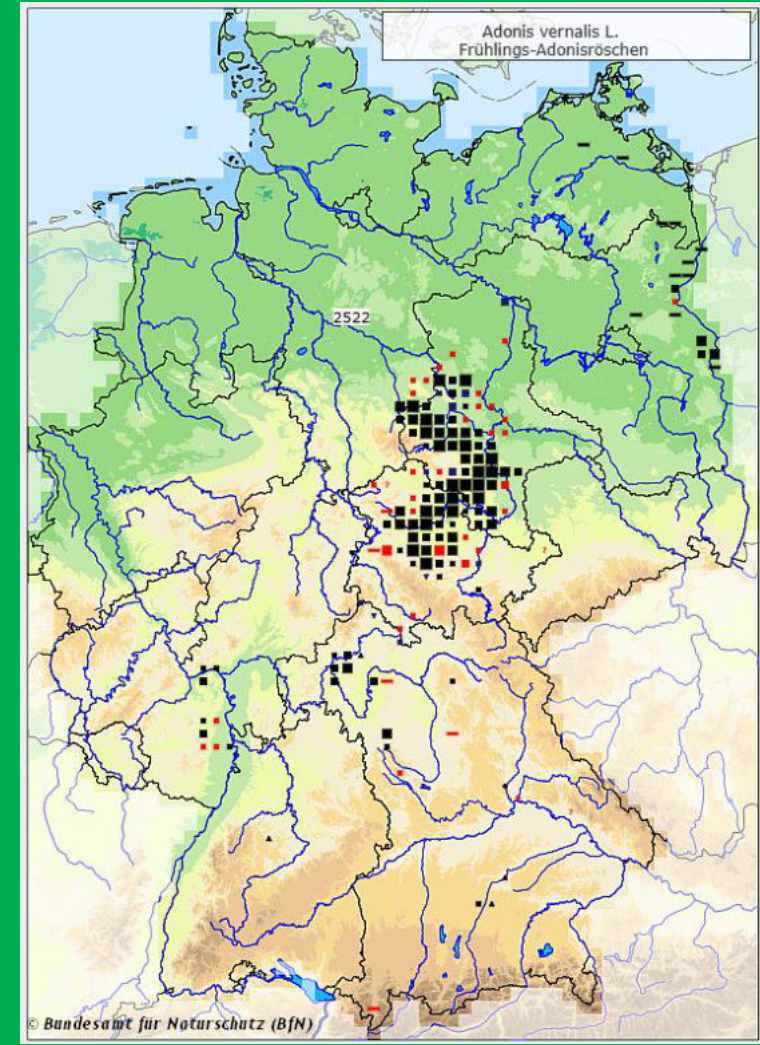 Adonis vernalis L.
Frühlings-Adonisröschen
2522
?
?
© Bundesamt für Naturschutz (BfN)